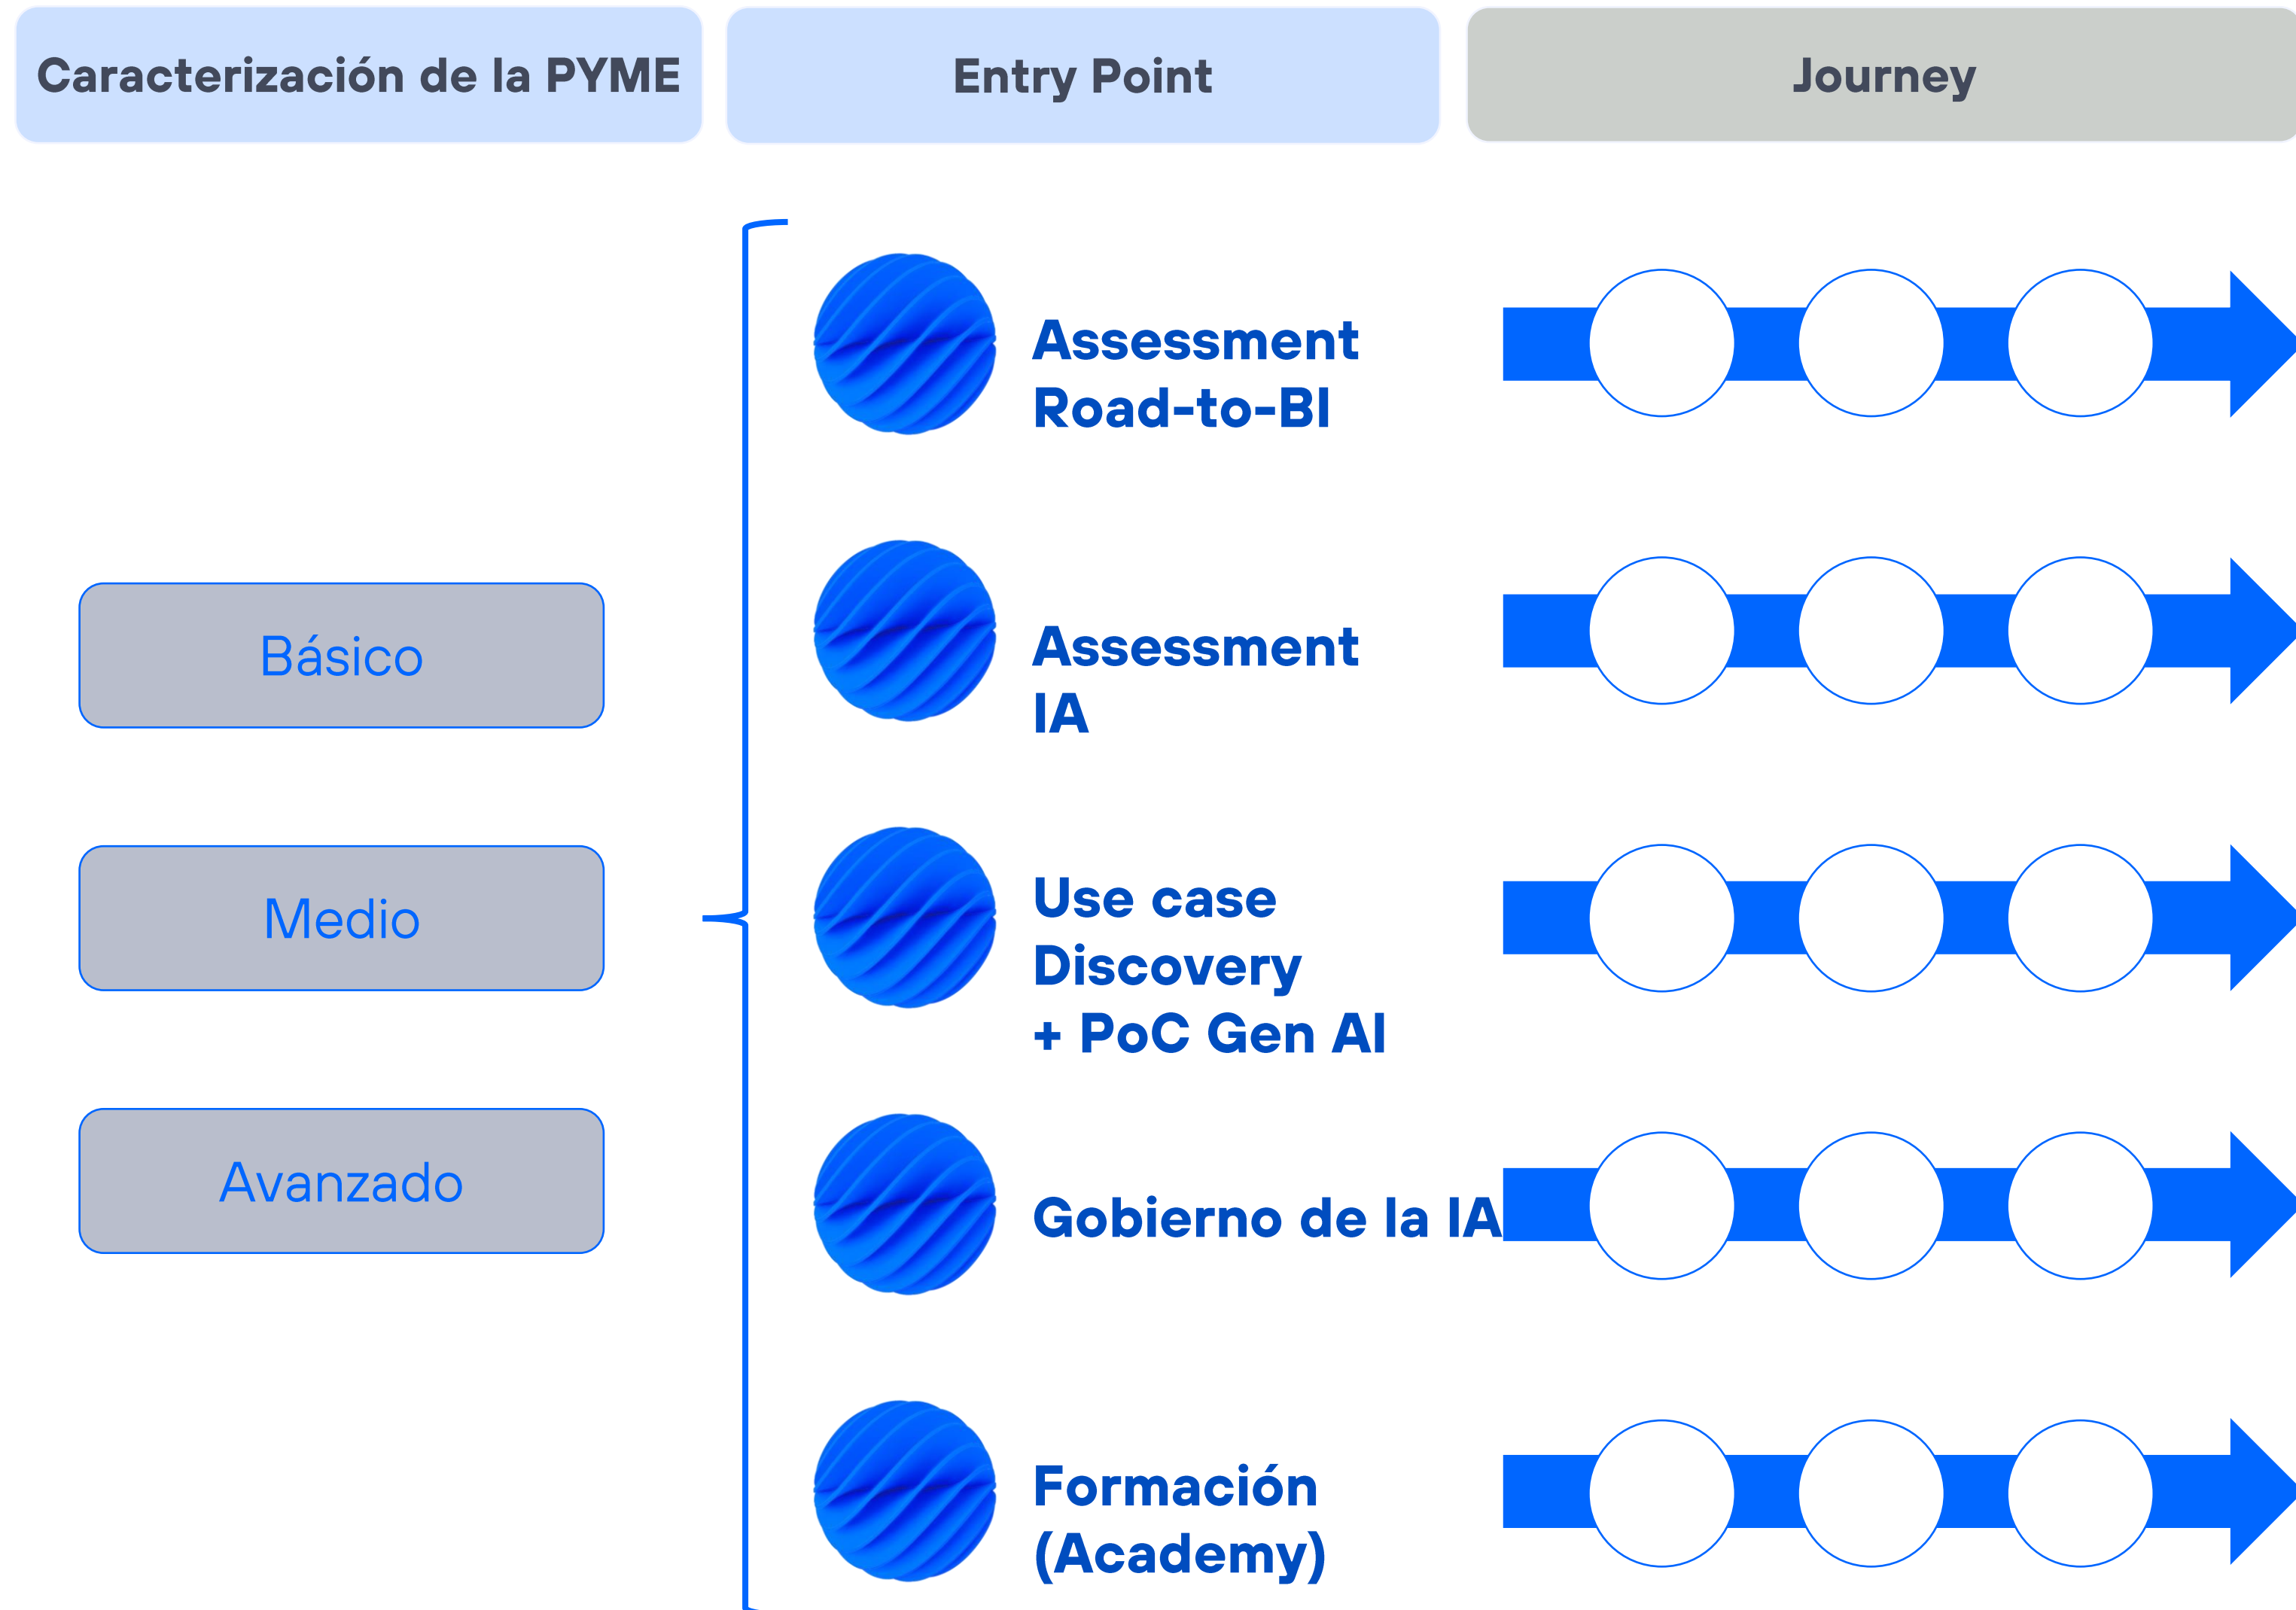 Caracterización de la PYME
Entry Point
Journey
Básico
Medio
Avanzado
Assessment
Road-to-BI
Assessment
IA
Use case
Discovery
+ PoC Gen AI
Gobierno de la IA
Formación
(Academy)